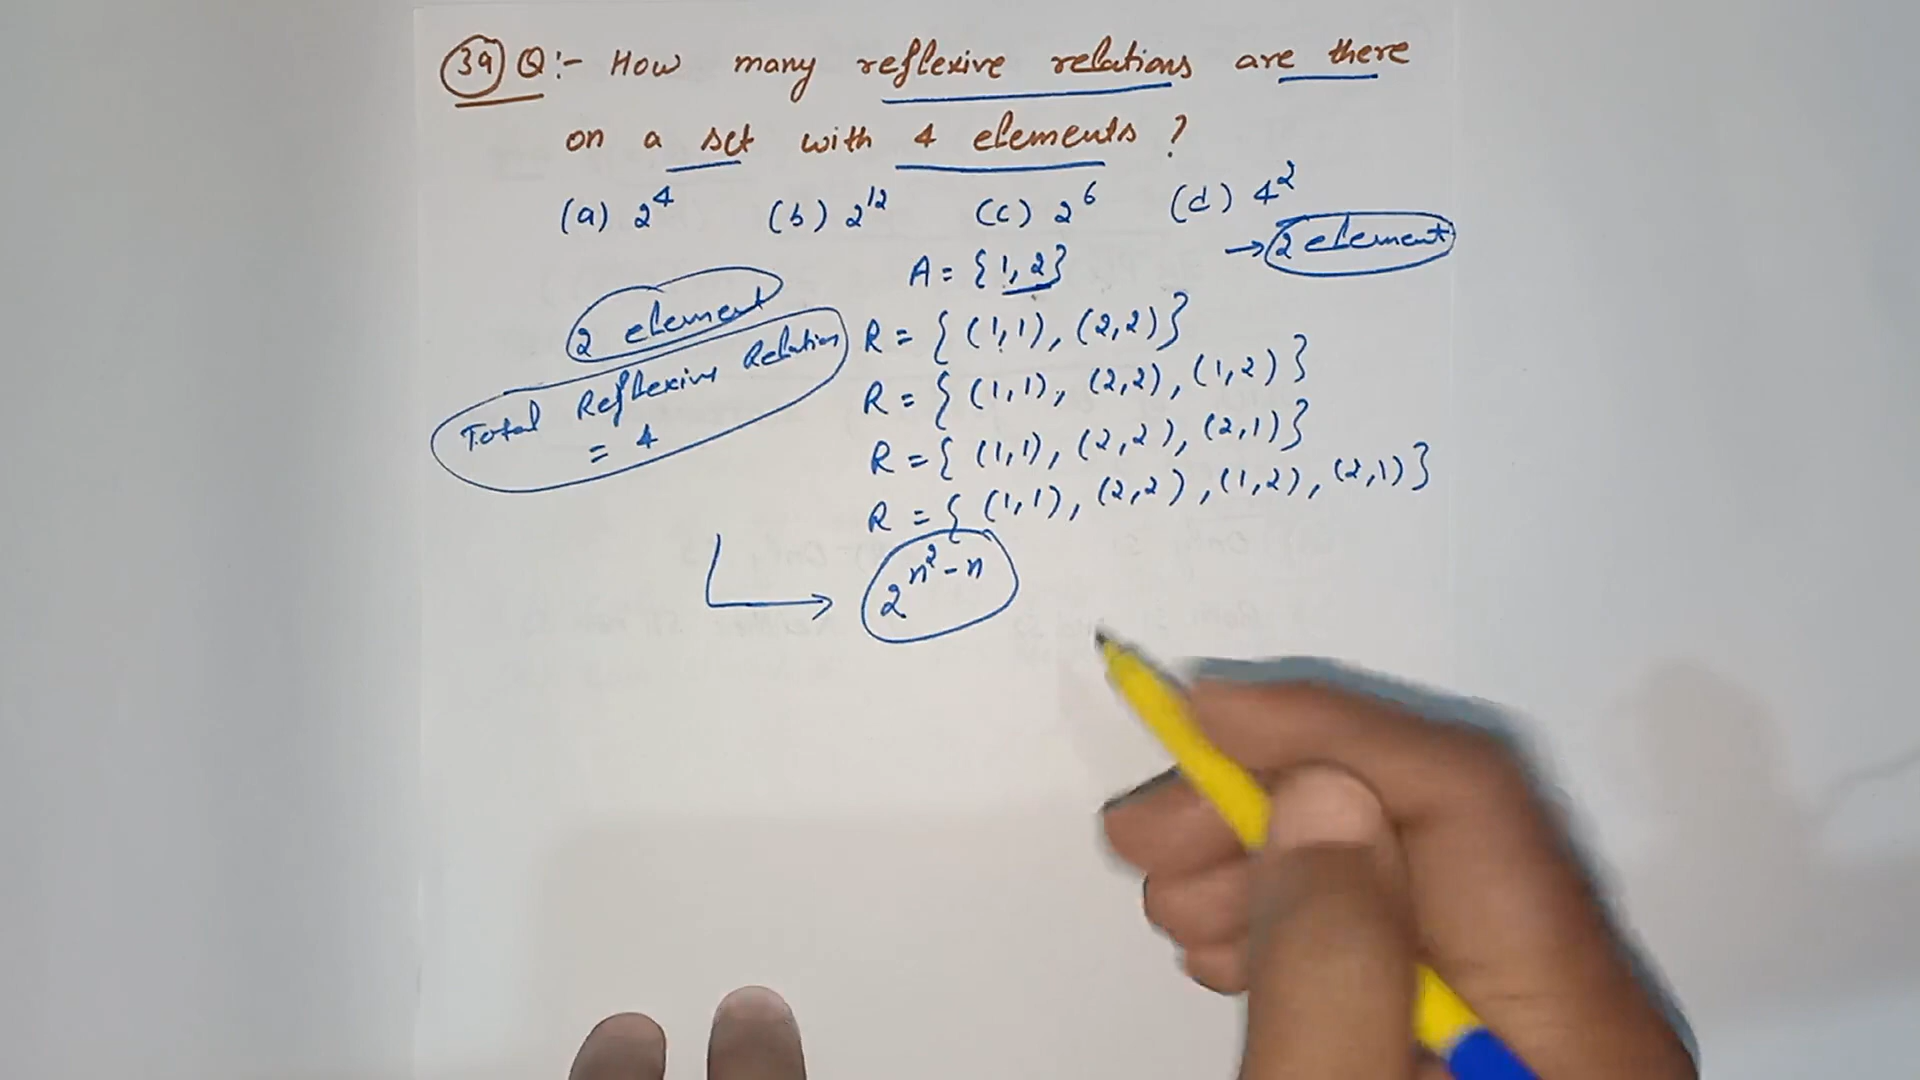 39 Q:- How many reflexive relations are there
on a set with 4 elements ?
(a) 2^4 (b) 2^12 (c) 2^6 (d) 4^2
→ 2 element
A = {1, 2}
2 element
Total Reflexive Relation
= 4
R = { (1,1), (2,2) }
R = { (1,1), (2,2), (1,2) }
R = { (1,1), (2,2), (2,1) }
R = { (1,1), (2,2), (1,2), (2,1) }
2^n^2-n